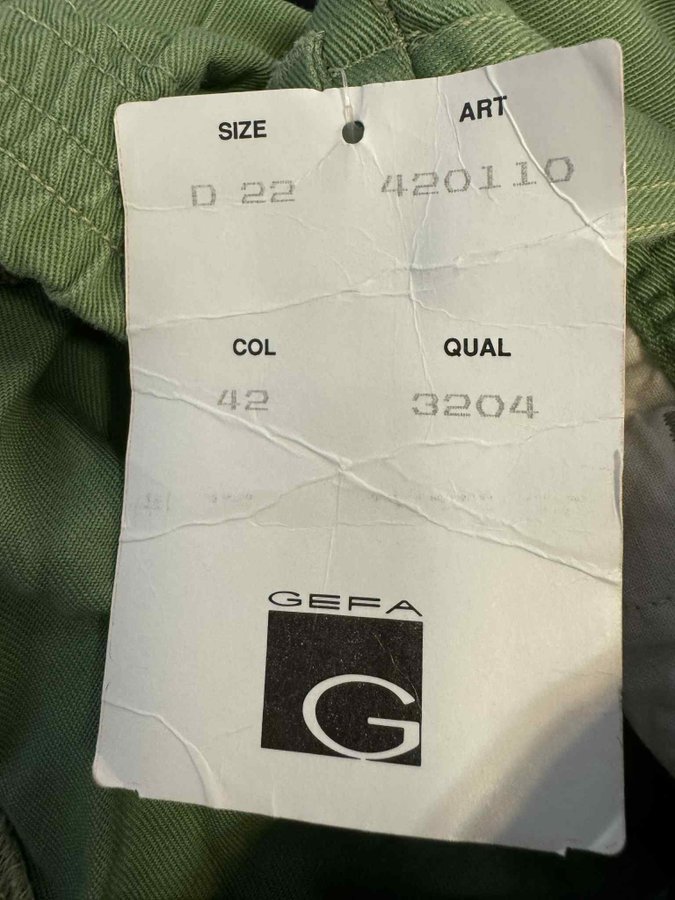 SIZE ART
D 22 420110
COL QUAL
42 3204
GEFA
G